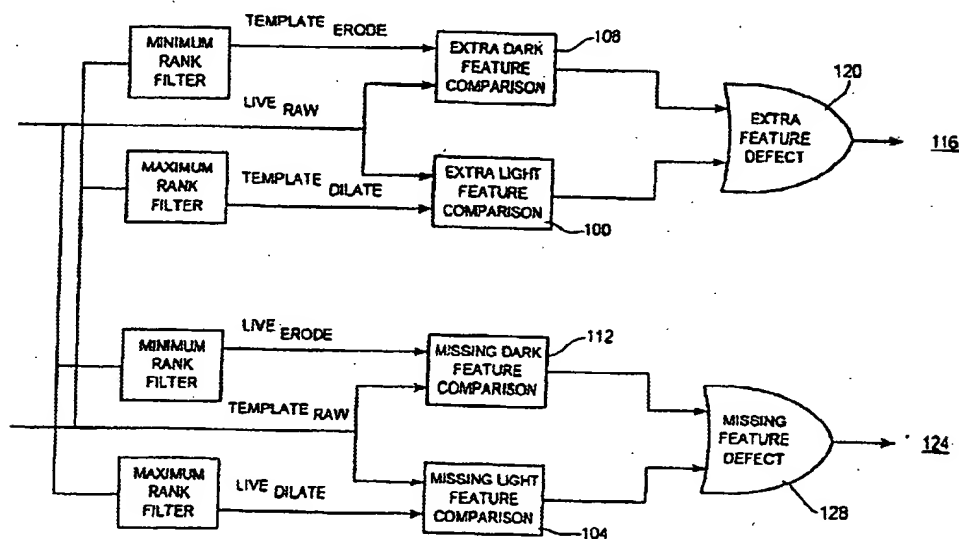 TEMPLATE ERODE
MINIMUM
RANK
FILTER
EXTRA DARK
FEATURE
COMPARISON
108
LIVE RAW
120
EXTRA
FEATURE
DEFECT
116
MAXIMUM
RANK
FILTER
TEMPLATE DILATE
EXTRA LIGHT
FEATURE
COMPARISON
100
LIVE ERODE
MINIMUM
RANK
FILTER
MISSING DARK
FEATURE
COMPARISON
112
TEMPLATE RAW
MISSING
FEATURE
DEFECT
124
128
MAXIMUM
RANK
FILTER
LIVE DILATE
MISSING LIGHT
FEATURE
COMPARISON
104